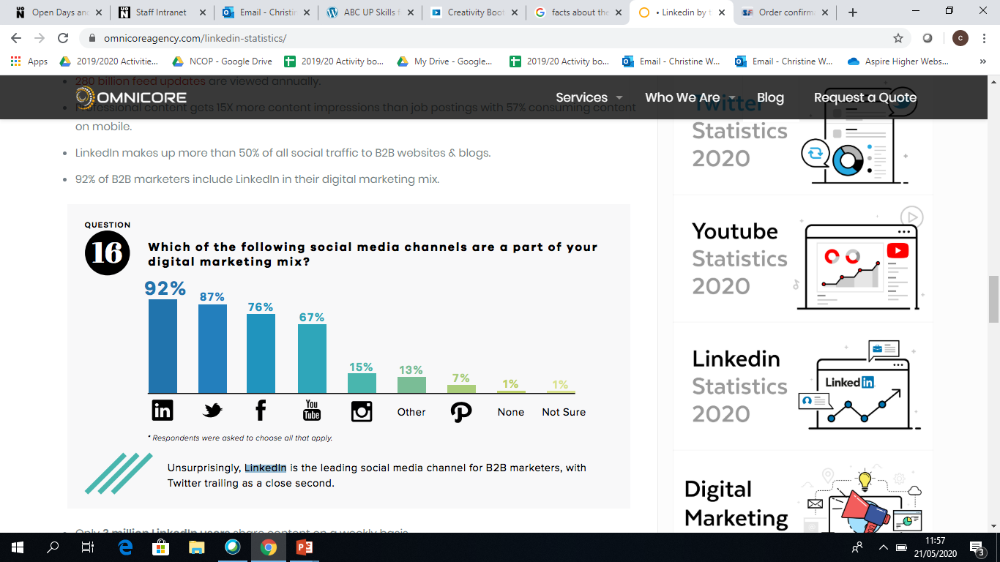 Open Days and
Staff Intranet
Email - Christin
ABC UP Skills f
Creativity Boot
facts about the
• Linkedin by t
Order confirm
omnicoreagency.com/linkedin-statistics/
c
Apps
2019/2020 Activitie...
NCOP - Google Drive
2019/20 Activity bo...
My Drive - Google...
2019/20 Activity bo...
Email - Christine W...
Email - Christine W...
Aspire Higher Webs...
»
280 billion feed updates are viewed annually.
OMNICORE
Services
Who We Are
Blog
Request a Quote
Professional content gets 15X more content impressions than job postings with 57% consuming content
on mobile.
LinkedIn makes up more than 50% of all social traffic to B2B websites & blogs.
92% of B2B marketers include LinkedIn in their digital marketing mix.
QUESTION
16
Which of the following social media channels are a part of your
digital marketing mix?
92%
87%
76%
67%
15%
13%
7%
1%
1%
in
f
You
Tube
Other
None
Not Sure
* Respondents were asked to choose all that apply.
Unsurprisingly, LinkedIn is the leading social media channel for B2B marketers, with
Twitter trailing as a close second.
Only 3 million LinkedIn users share content on a weekly basis
Twitter
Statistics
2020
Youtube
Statistics
2020
Linkedin
Statistics
2020
Linked in
Digital
Marketing
11:57
21/05/2020
3